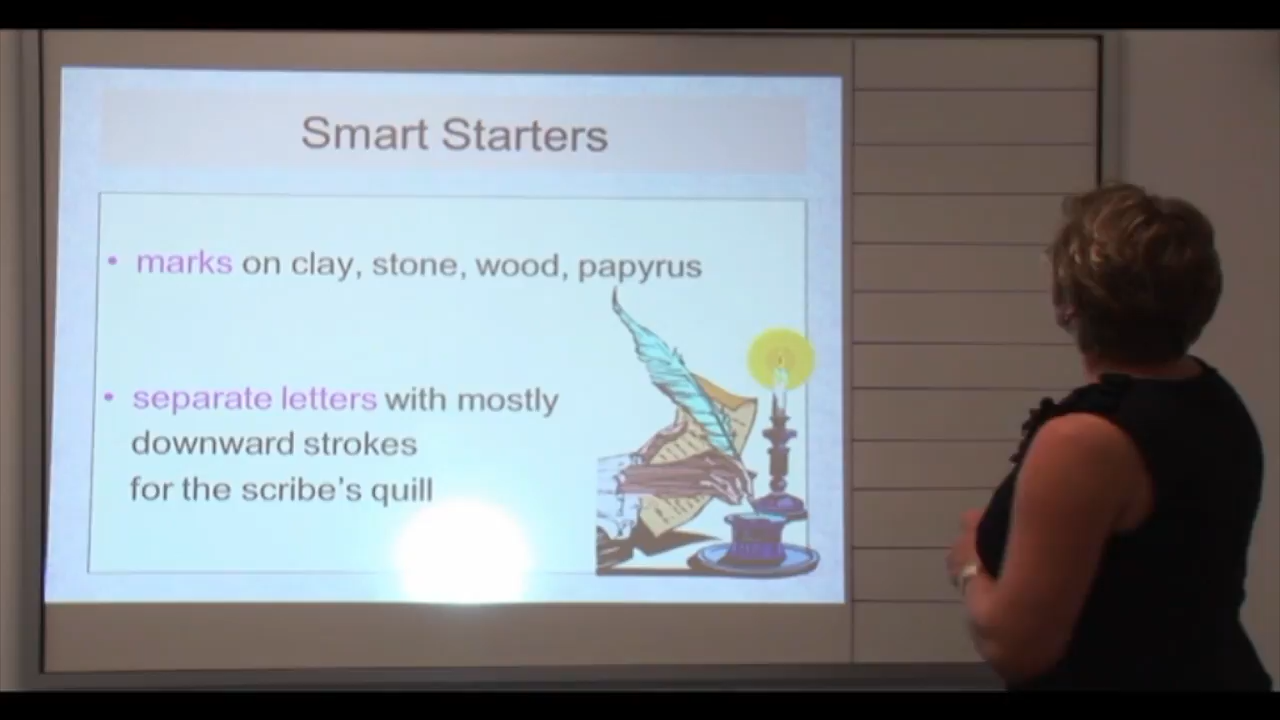 Smart Starters
• marks on clay, stone, wood, papyrus
• separate letters with mostly
downward strokes
for the scribe's quill